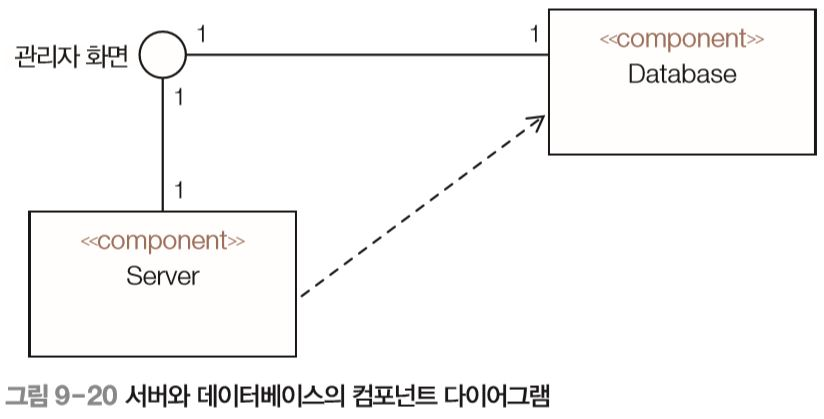 관리자 화면
1
1
<<component>>
Database
1
1
<<component>>
Server
그림 9-20 서버와 데이터베이스의 컴포넌트 다이어그램